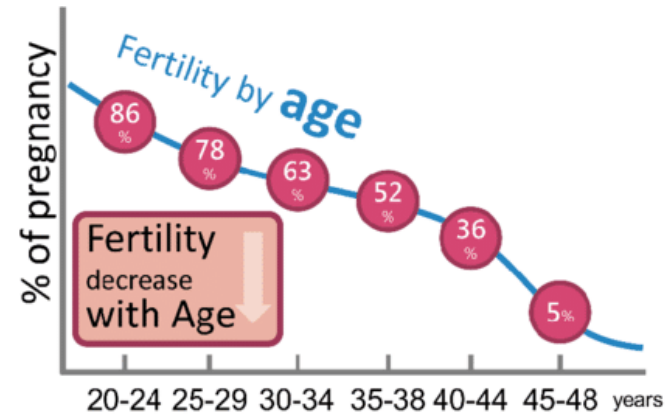 Fertility by age
% of pregnancy
86
%
78
%
63
%
52
%
36
%
5%
Fertility
decrease
with Age
20-24 25-29 30-34 35-38 40-44 45-48 years